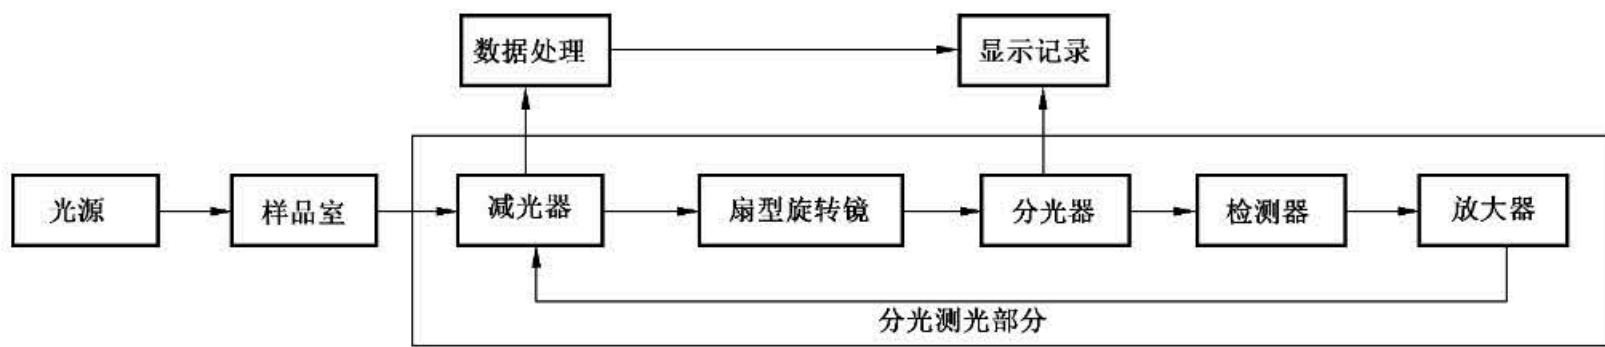 数据处理
显示记录
光源
样品室
减光器
扇型旋转镜
分光器
检测器
放大器
分光测光部分